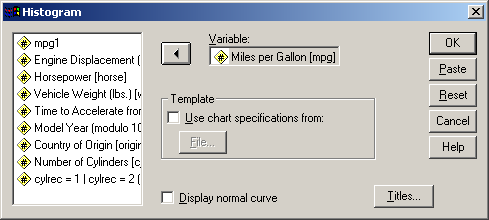 Histogram
mpg1
Engine Displacement (
Horsepower [horse]
Vehicle Weight (lbs.) [w
Time to Accelerate from
Model Year (modulo 10
Country of Origin [origin
Number of Cylinders [c
cylrec = 1 | cylrec = 2 (
Variable:
Miles per Gallon [mpg]
Template
Use chart specifications from:
File...
Display normal curve
Titles...
OK
Paste
Reset
Cancel
Help